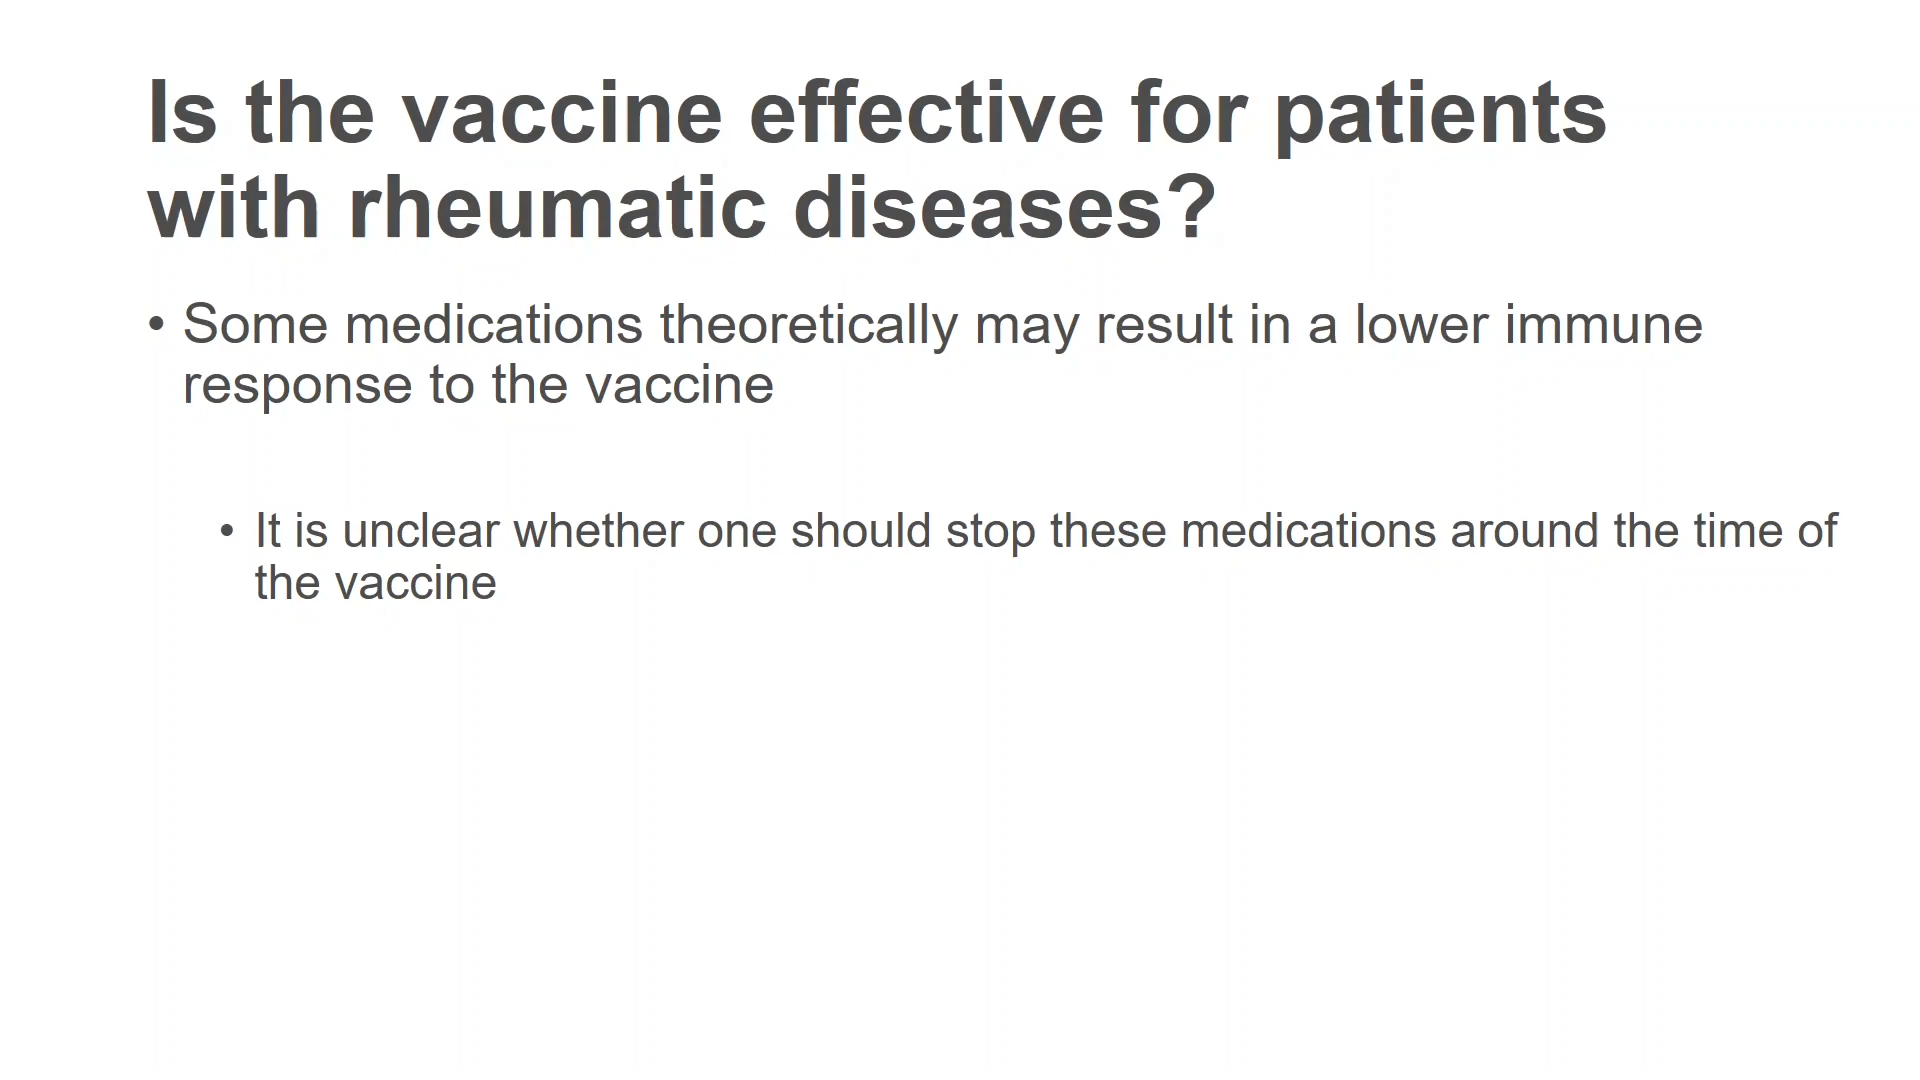 Is the vaccine effective for patients
with rheumatic diseases?
• Some medications theoretically may result in a lower immune
response to the vaccine
• It is unclear whether one should stop these medications around the time of
the vaccine